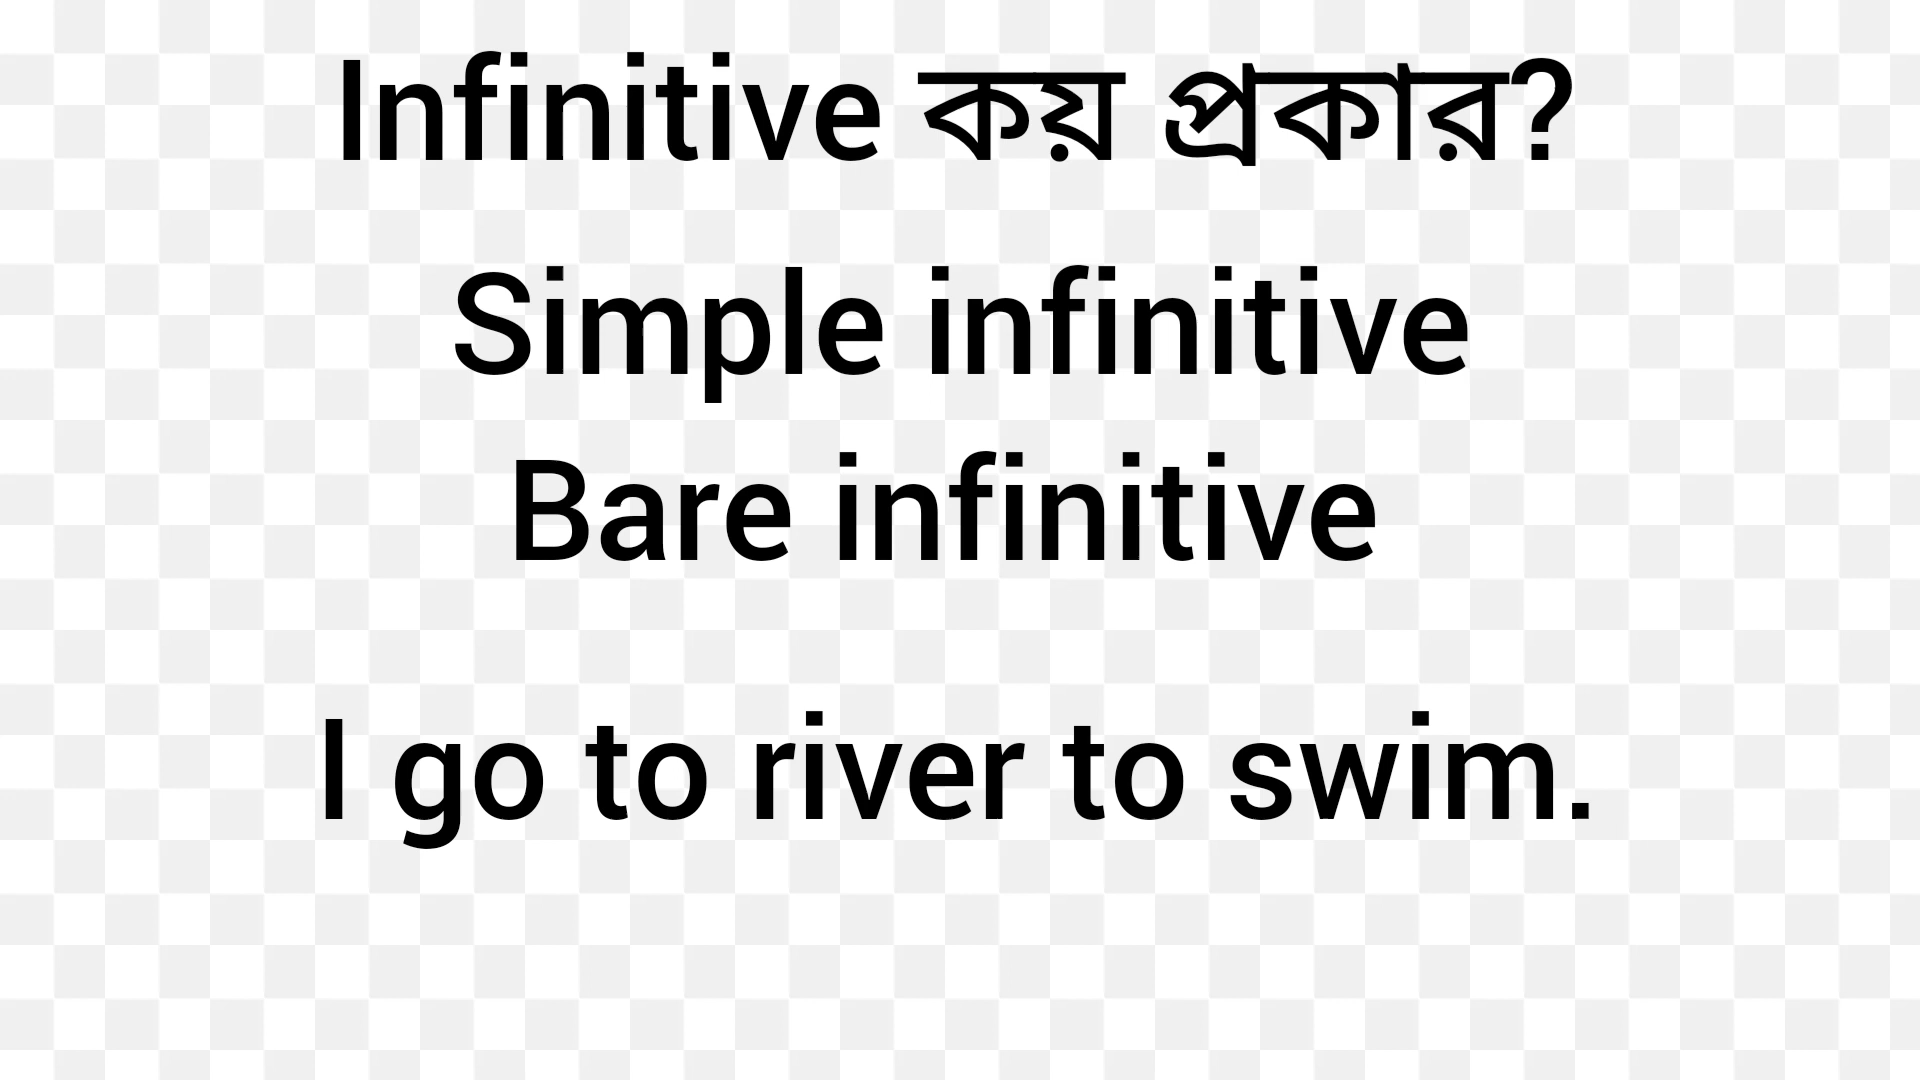 Infinitive কয় প্রকার?
Simple infinitive
Bare infinitive
I go to river to swim.